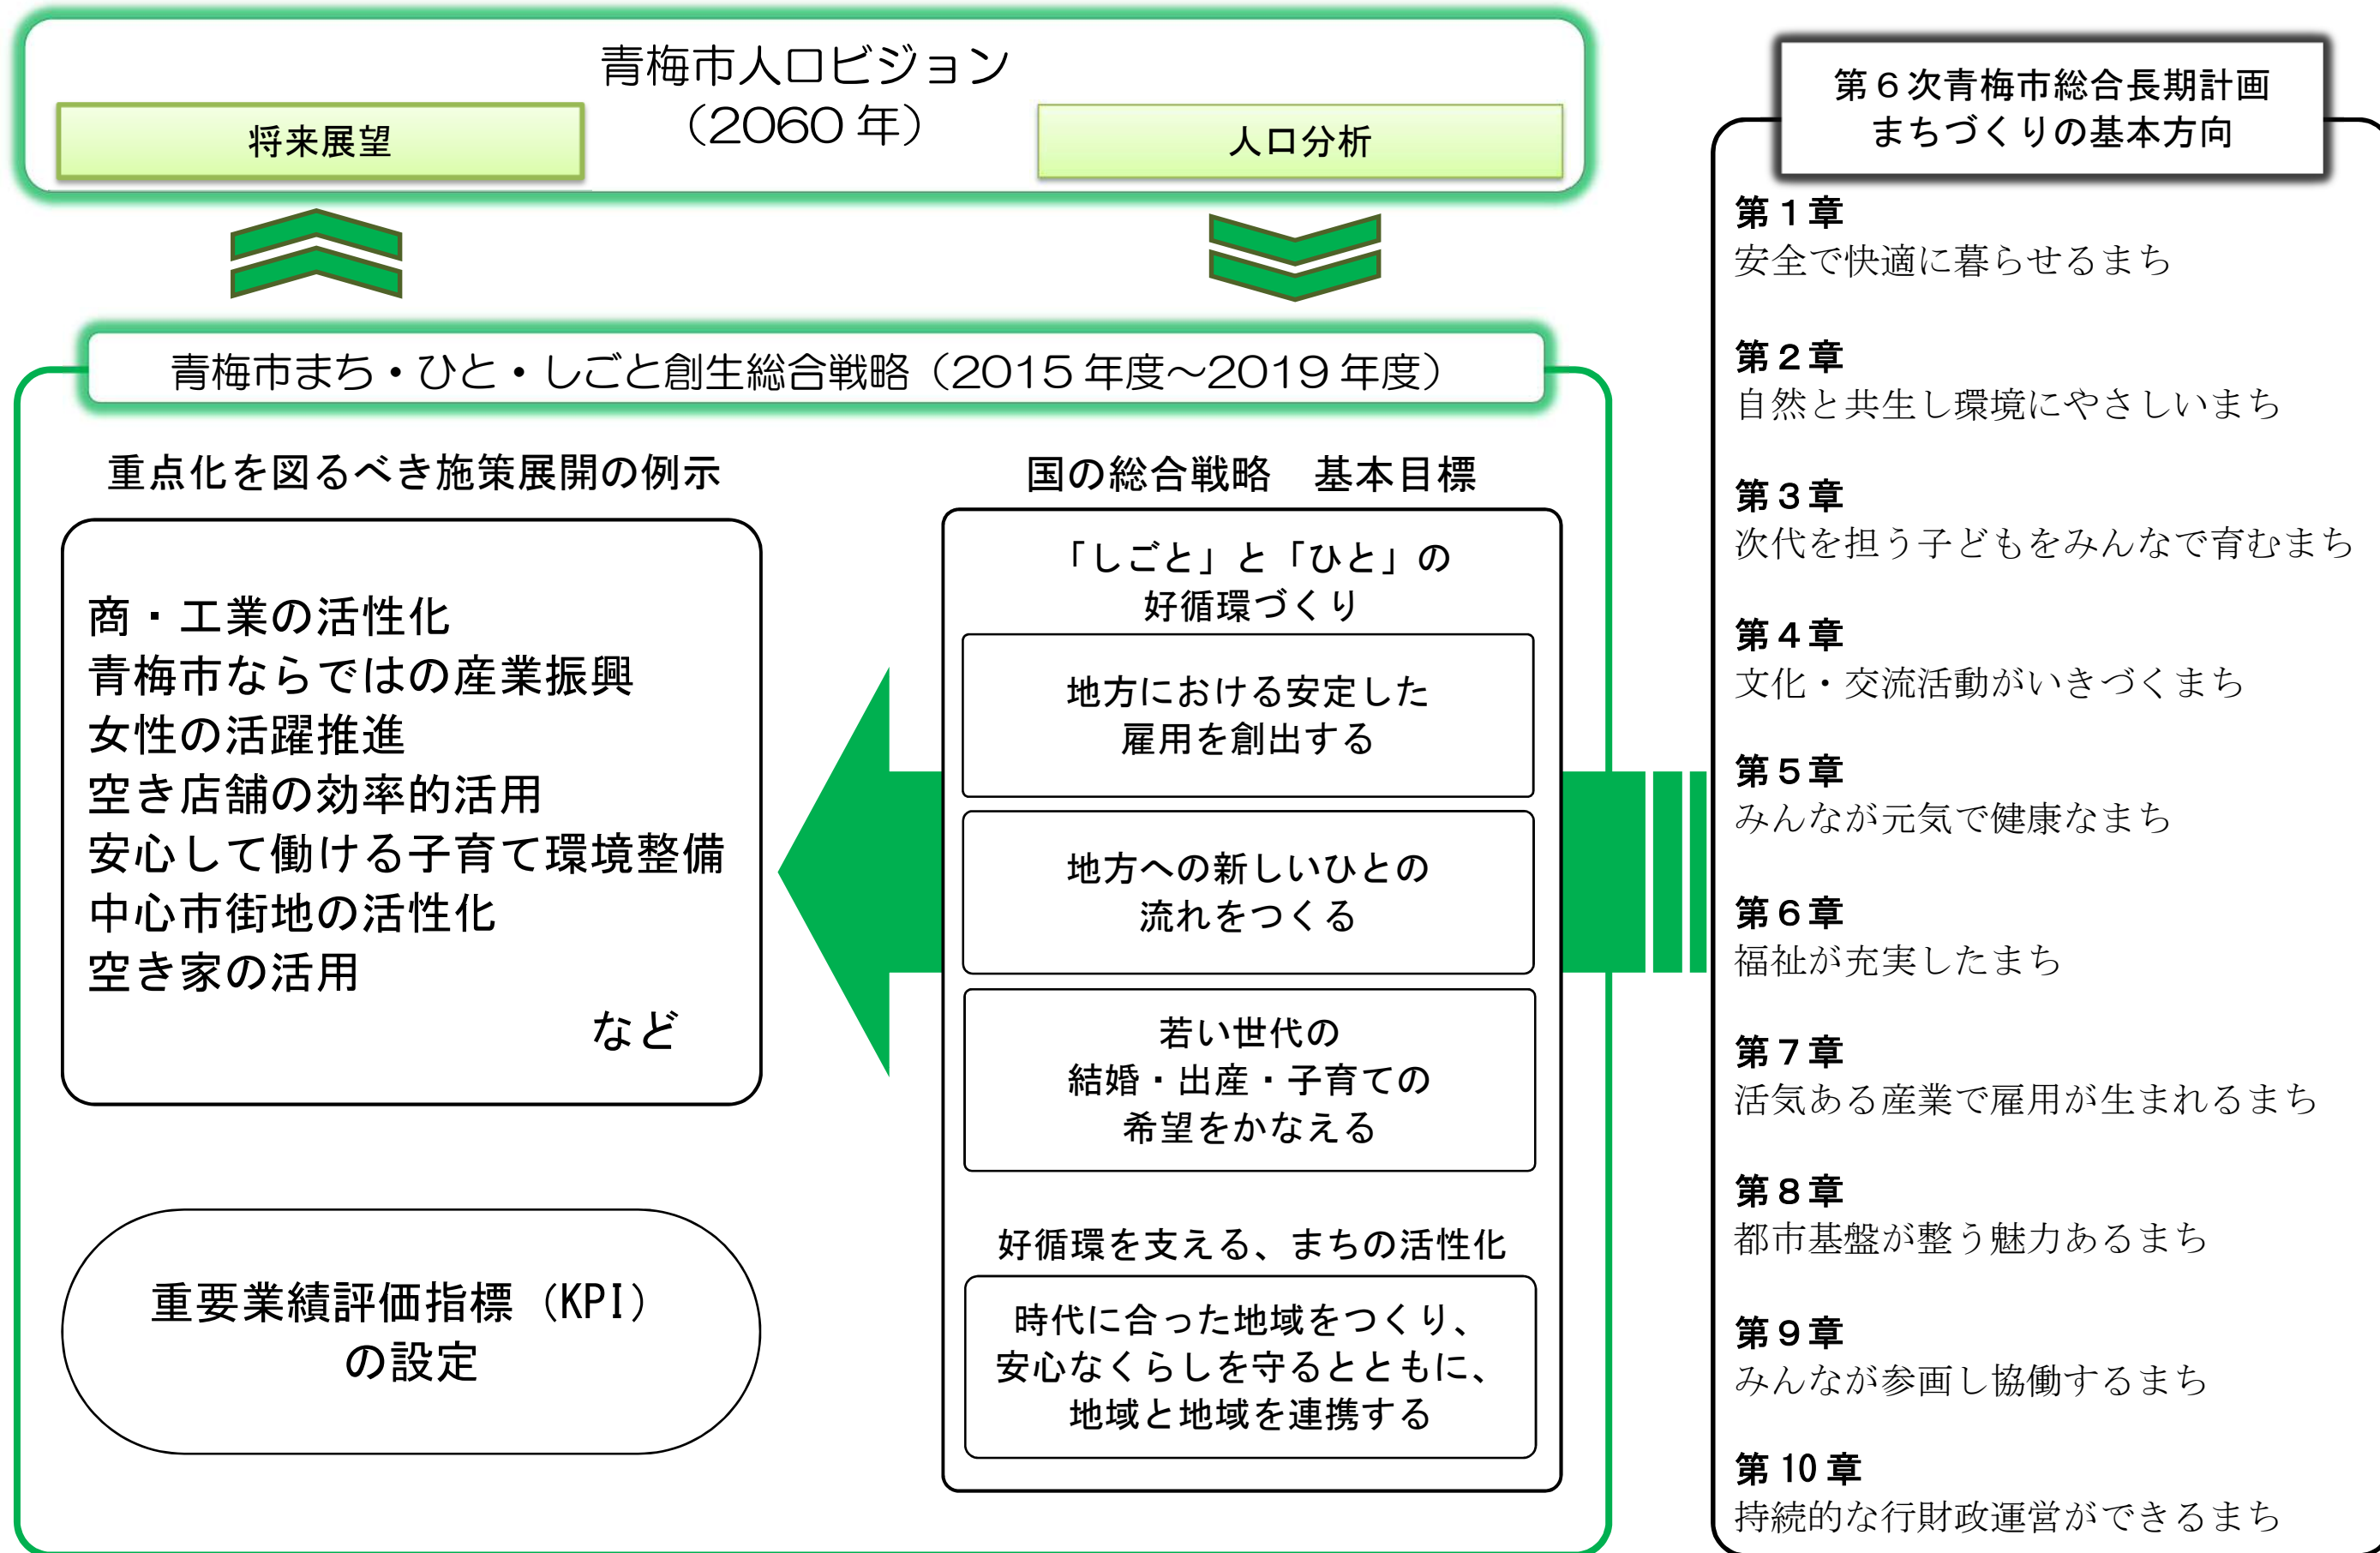 青梅市人口ビジョン
（2060 年）
将来展望
人口分析
青梅市まち・ひと・しごと創生総合戦略（2015 年度～2019 年度）
重点化を図るべき施策展開の例示
商・工業の活性化
青梅市ならではの産業振興
女性の活躍推進
空き店舗の効率的活用
安心して働ける子育て環境整備
中心市街地の活性化
空き家の活用
など
重要業績評価指標（KPI）
の設定
国の総合戦略　基本目標
「しごと」と「ひと」の
好循環づくり
地方における安定した
雇用を創出する
地方への新しいひとの
流れをつくる
若い世代の
結婚・出産・子育ての
希望をかなえる
好循環を支える、まちの活性化
時代に合った地域をつくり、
安心なくらしを守るとともに、
地域と地域を連携する
第６次青梅市総合長期計画
まちづくりの基本方向
第１章
安全で快適に暮らせるまち
第２章
自然と共生し環境にやさしいまち
第３章
次代を担う子どもをみんなで育むまち
第４章
文化・交流活動がいきづくまち
第５章
みんなが元気で健康なまち
第６章
福祉が充実したまち
第７章
活気ある産業で雇用が生まれるまち
第８章
都市基盤が整う魅力あるまち
第９章
みんなが参画し協働するまち
第 10 章
持続的な行財政運営ができるまち